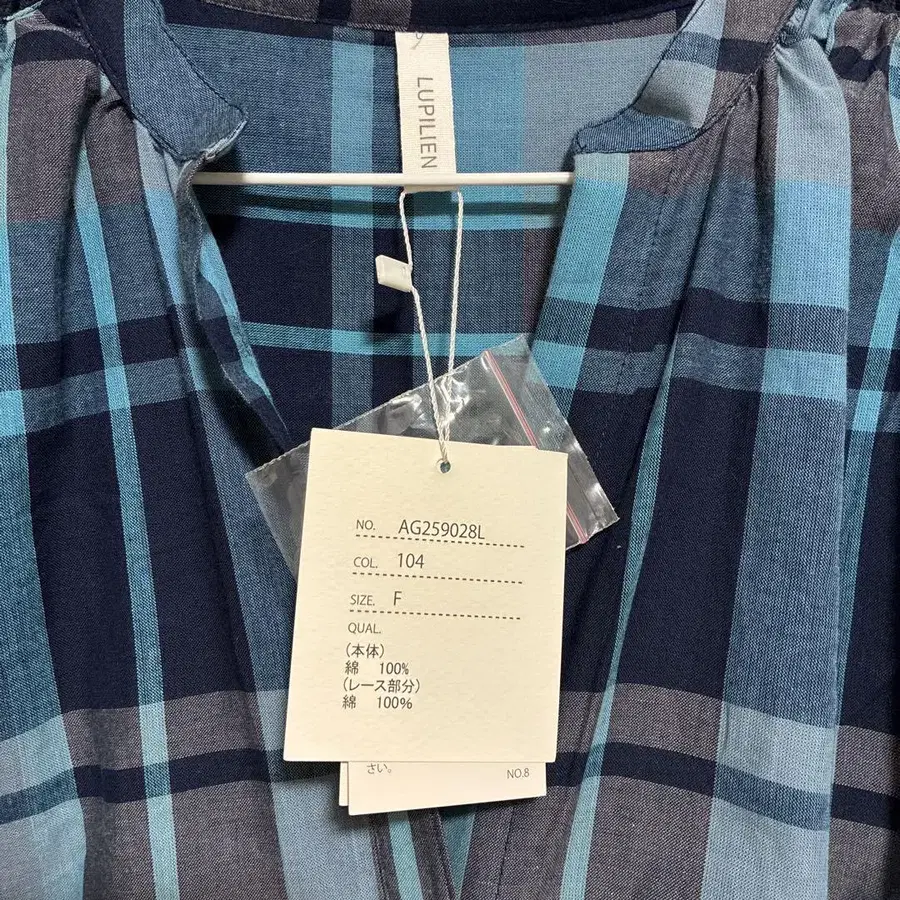 LUPILIEN
NO. AG259028L
COL. 104
SIZE. F
QUAL.
(本体)
綿 100%
(レース部分)
綿 100%
さい。
NO.8